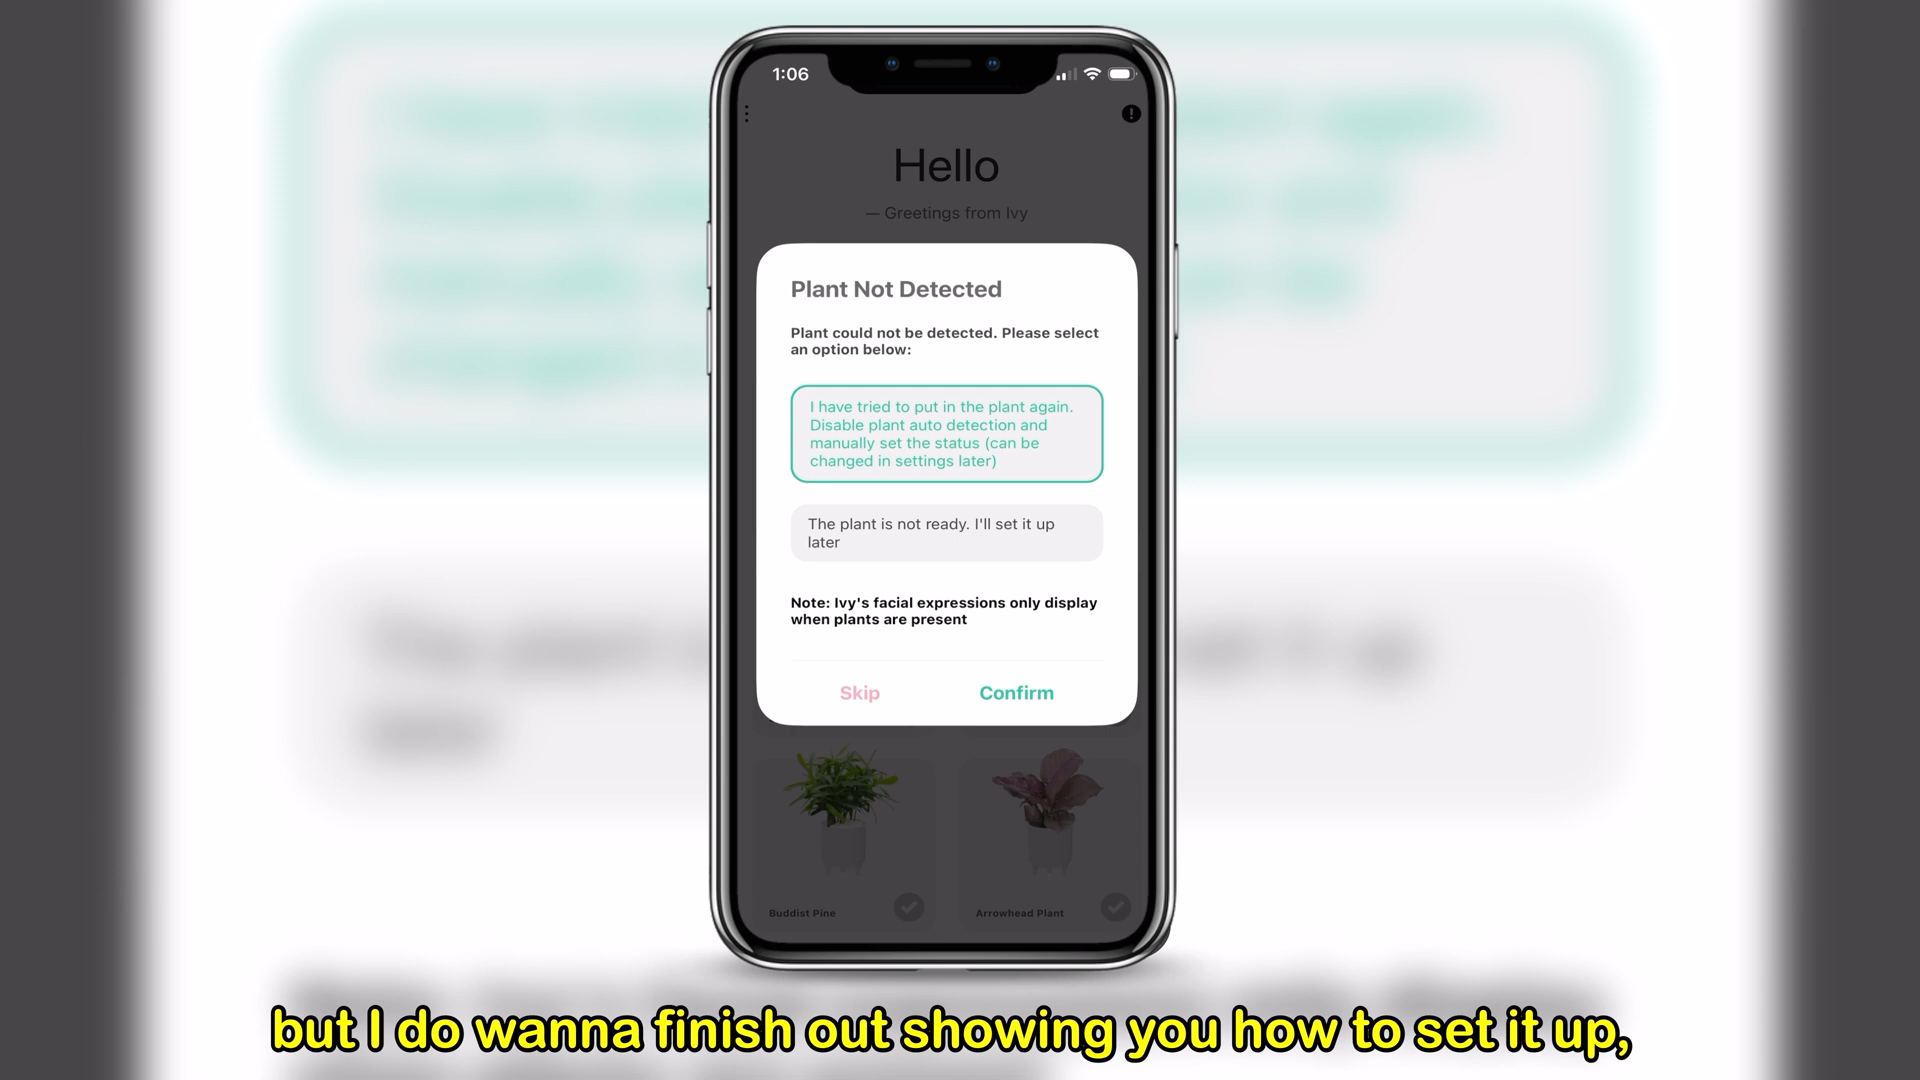 1:06
Hello
— Greetings from Ivy
Plant Not Detected
Plant could not be detected. Please select
an option below:
I have tried to put in the plant again.
Disable plant auto detection and
manually set the status (can be
changed in settings later)
The plant is not ready. I'll set it up
later
Note: Ivy's facial expressions only display
when plants are present
Skip Confirm
Buddist Pine Arrowhead Plant
but I do wanna finish out showing you how to set it up,